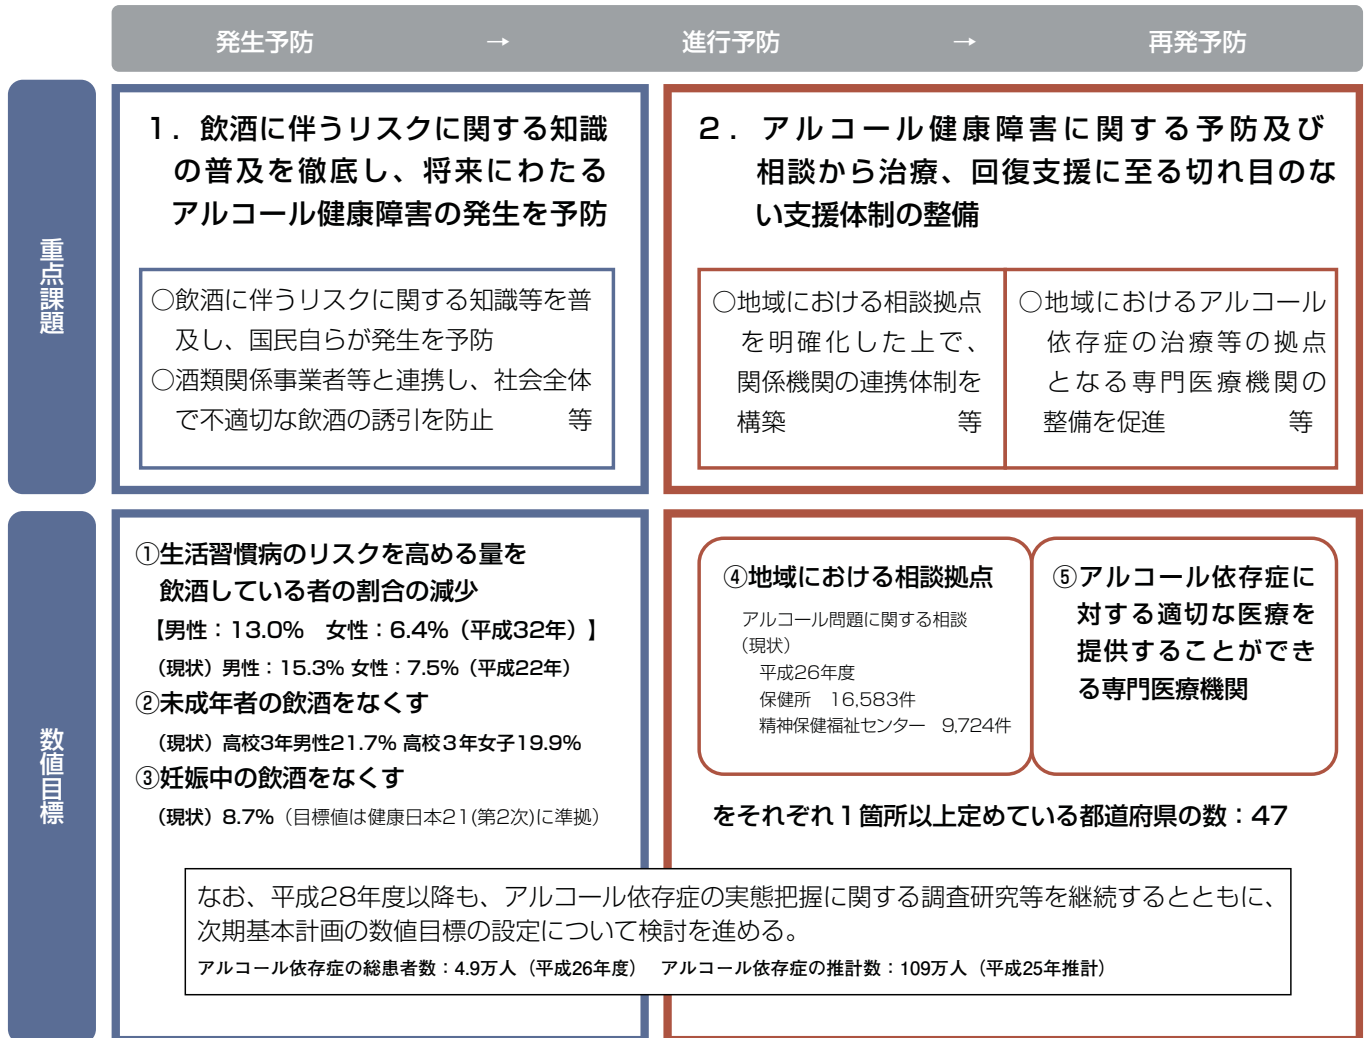 発生予防 → 進行予防 → 再発予防
重点課題
1．飲酒に伴うリスクに関する知識
の普及を徹底し、将来にわたる
アルコール健康障害の発生を予防
○飲酒に伴うリスクに関する知識等を普
及し、国民自らが発生を予防
○酒類関係事業者等と連携し、社会全体
で不適切な飲酒の誘引を防止　等
2．アルコール健康障害に関する予防及び
相談から治療、回復支援に至る切れ目のな
い支援体制の整備
○地域における相談拠点
を明確化した上で、
関係機関の連携体制を
構築　等
○地域におけるアルコール
依存症の治療等の拠点
となる専門医療機関の
整備を促進　等
数値目標
①生活習慣病のリスクを高める量を
飲酒している者の割合の減少
【男性：13.0%　女性：6.4%（平成32年）】
（現状）男性：15.3% 女性：7.5%（平成22年）
②未成年者の飲酒をなくす
（現状）高校3年男性21.7% 高校３年女子19.9%
③妊娠中の飲酒をなくす
（現状）8.7%（目標値は健康日本21(第2次)に準拠）
④地域における相談拠点
アルコール問題に関する相談
（現状）
平成26年度
保健所　16,583件
精神保健福祉センター　9,724件
⑤アルコール依存症に
対する適切な医療を
提供することができ
る専門医療機関
をそれぞれ１箇所以上定めている都道府県の数：47
なお、平成28年度以降も、アルコール依存症の実態把握に関する調査研究等を継続するとともに、
次期基本計画の数値目標の設定について検討を進める。
アルコール依存症の総患者数：4.9万人（平成26年度）　アルコール依存症の推計数：109万人（平成25年推計）